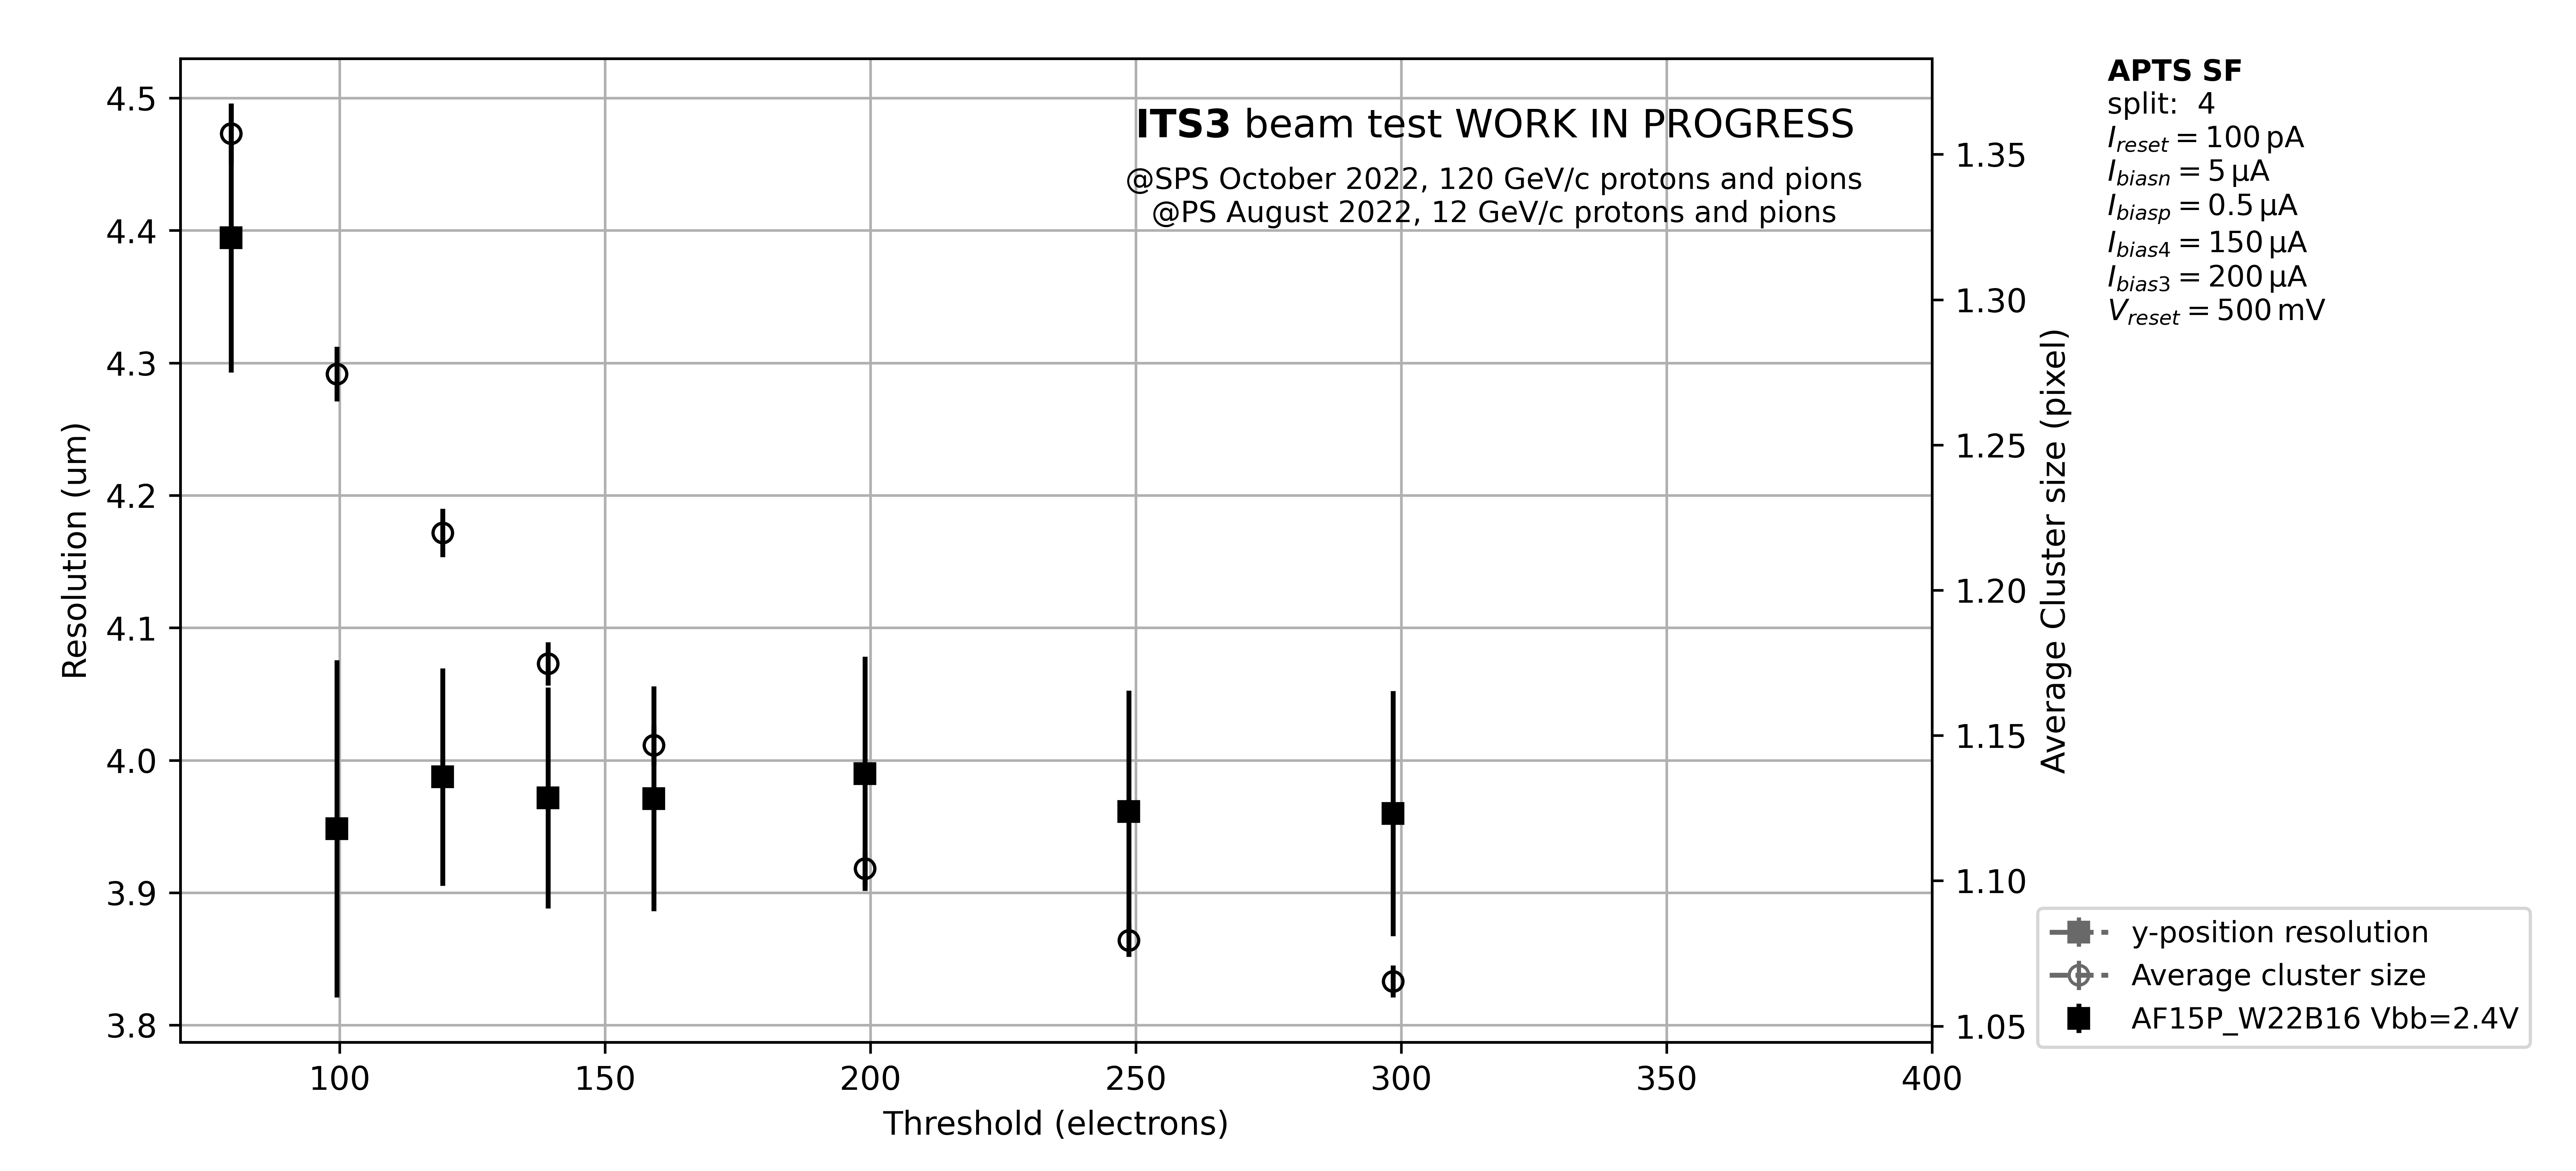 ITS3 beam test WORK IN PROGRESS
@SPS October 2022, 120 GeV/c protons and pions
@PS August 2022, 12 GeV/c protons and pions
APTS SF
split: 4
I_reset = 100 pA
I_biasn = 5 µA
I_biasp = 0.5 µA
I_bias4 = 150 µA
I_bias3 = 200 µA
V_reset = 500 mV
Resolution (um)
4.5
4.4
4.3
4.2
4.1
4.0
3.9
3.8
100
150
200
250
300
350
400
Threshold (electrons)
1.35
1.30
1.25
1.20
1.15
1.10
1.05
Average Cluster size (pixel)
y-position resolution
Average cluster size
AF15P_W22B16 Vbb=2.4V